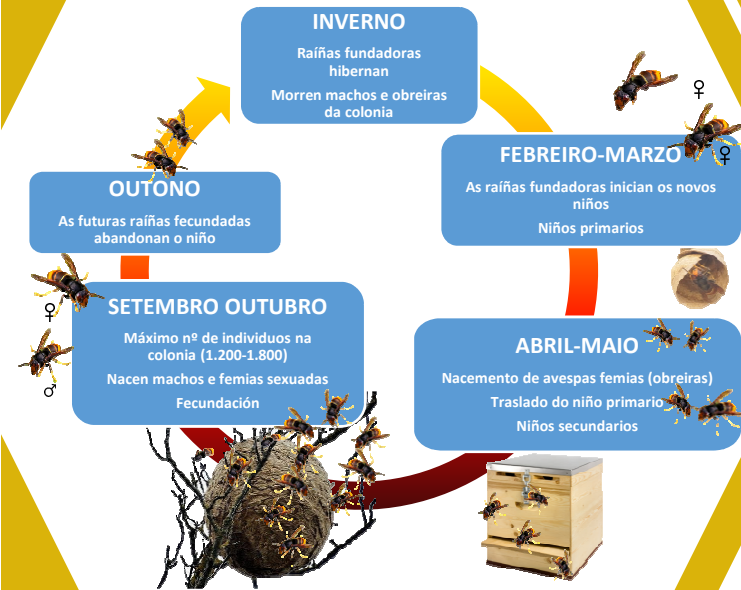 INVERNO
Raíñas fundadoras
hibernan
Morren machos e obreiras
da colonia
FEBREIRO-MARZO
As raíñas fundadoras inician os novos
niños
Niños primarios
ABRIL-MAIO
Nacemento de avespas femias (obreiras)
Traslado do niño primario
Niños secundarios
SETEMBRO OUTUBRO
Máximo nº de individuos na
colonia (1.200-1.800)
Nacen machos e femias sexuadas
Fecundación
OUTONO
As futuras raíñas fecundadas
abandonan o niño
♀
♀
♀
♂